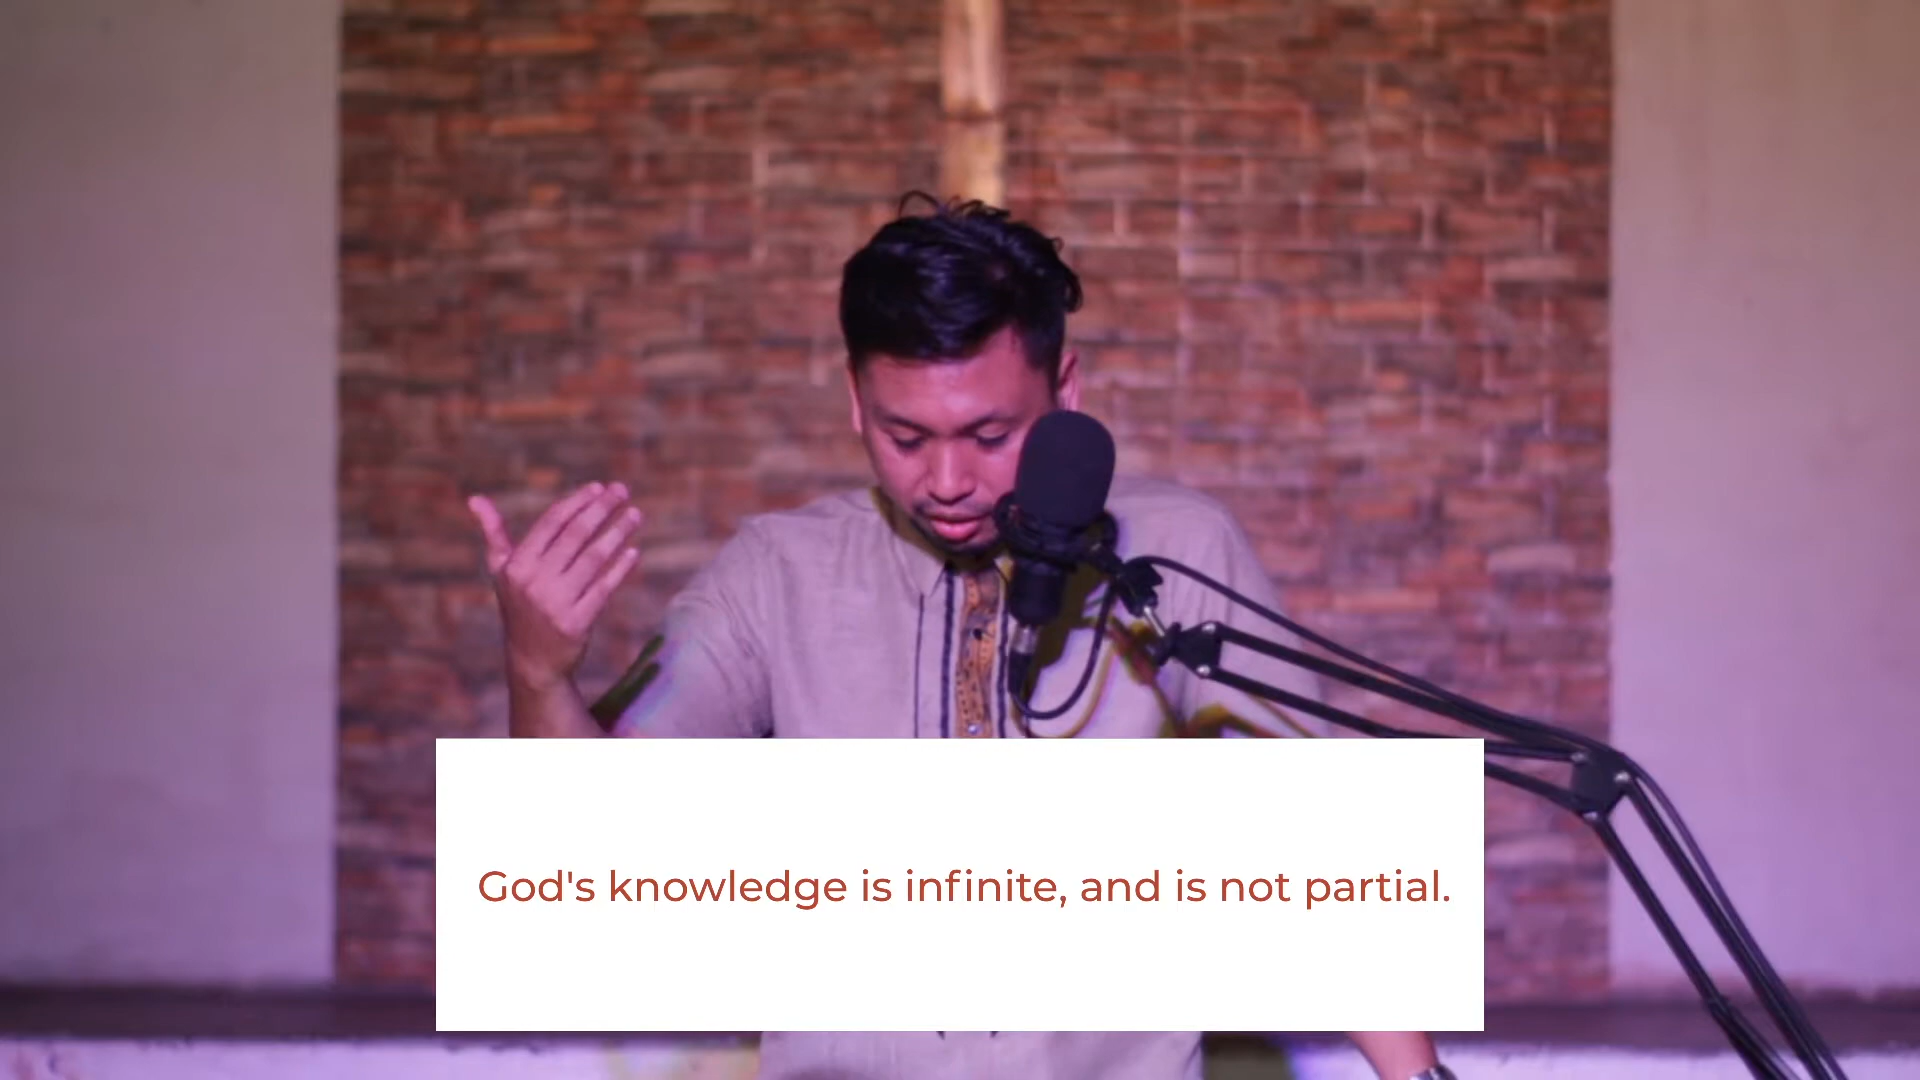 God's knowledge is infinite, and is not partial.